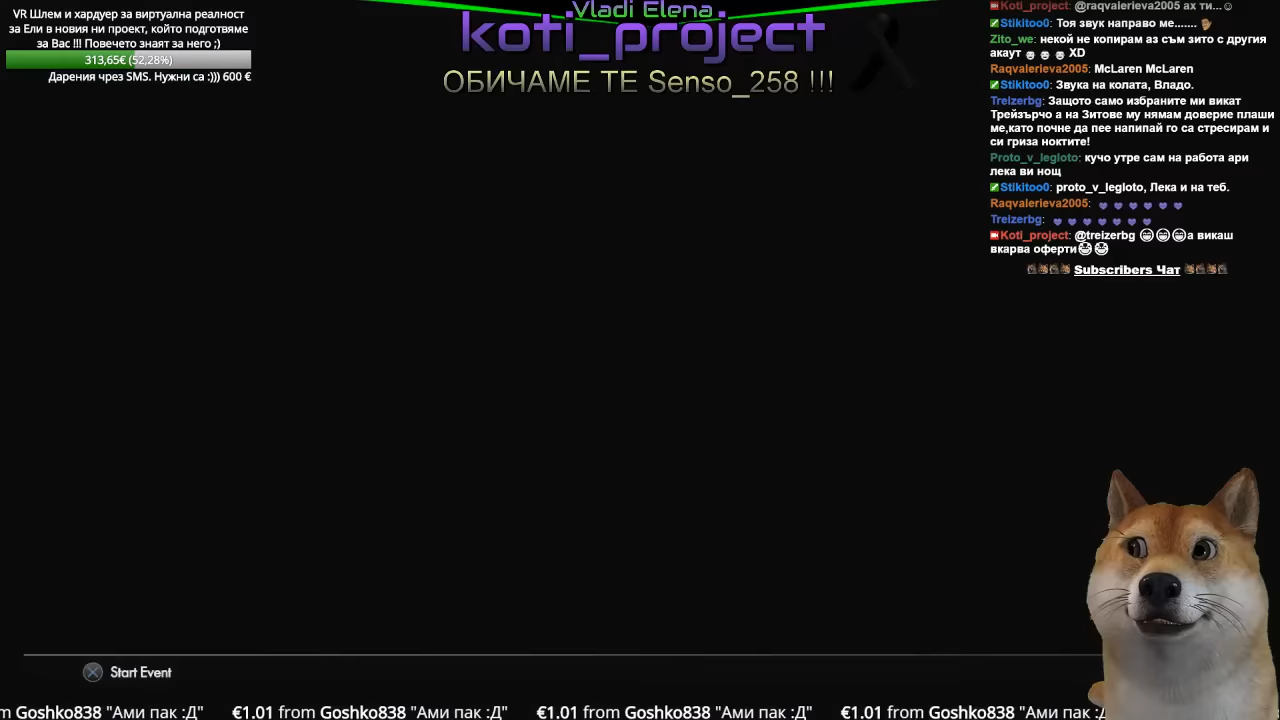 VR Шлем и хардуер за виртуална реалност
за Ели в новия ни проект, който подготвяме
за Вас !!! Повечето знаят за него ;)
313,65€ (52,28%)
Дарения чрез SMS. Нужни са :))) 600 €
Vladi Elena
koti_project
ОБИЧАМЕ ТЕ Senso_258 !!!
Koti_project: @raqvalerieva2005 ах ти...☺
Stikitoo0: Тоя звук направо ме.......
Zito_we: некой не копирам аз съм зито с другия
акаут XD
Raqvalerieva2005: McLaren McLaren
Stikitoo0: Звука на колата, Владо.
Treizerbg: Защото само избраните ми викат
Трейзърчо а на Зитове му нямам доверие плаши
ме,като почне да пее напипай го са стресирам и
си гриза ноктите!
Proto_v_legloto: кучо утре сам на работа ари
лека ви нощ
Stikitoo0: proto_v_legloto, Лека и на теб.
Raqvalerieva2005: 💜 💜 💜 💜 💜 💜
Treizerbg: 💜 💜 💜 💜 💜 💜 💜
Koti_project: @treizerbg 😁😁😁а викаш
вкарва оферти😂😂
Subscribers Чат
Start Event
m Goshko838 "Ами пак :Д" €1.01 from Goshko838 "Ами пак :Д" €1.01 from Goshko838 "Ами пак :Д" €1.01 from Goshko838 "Ами пак :Д